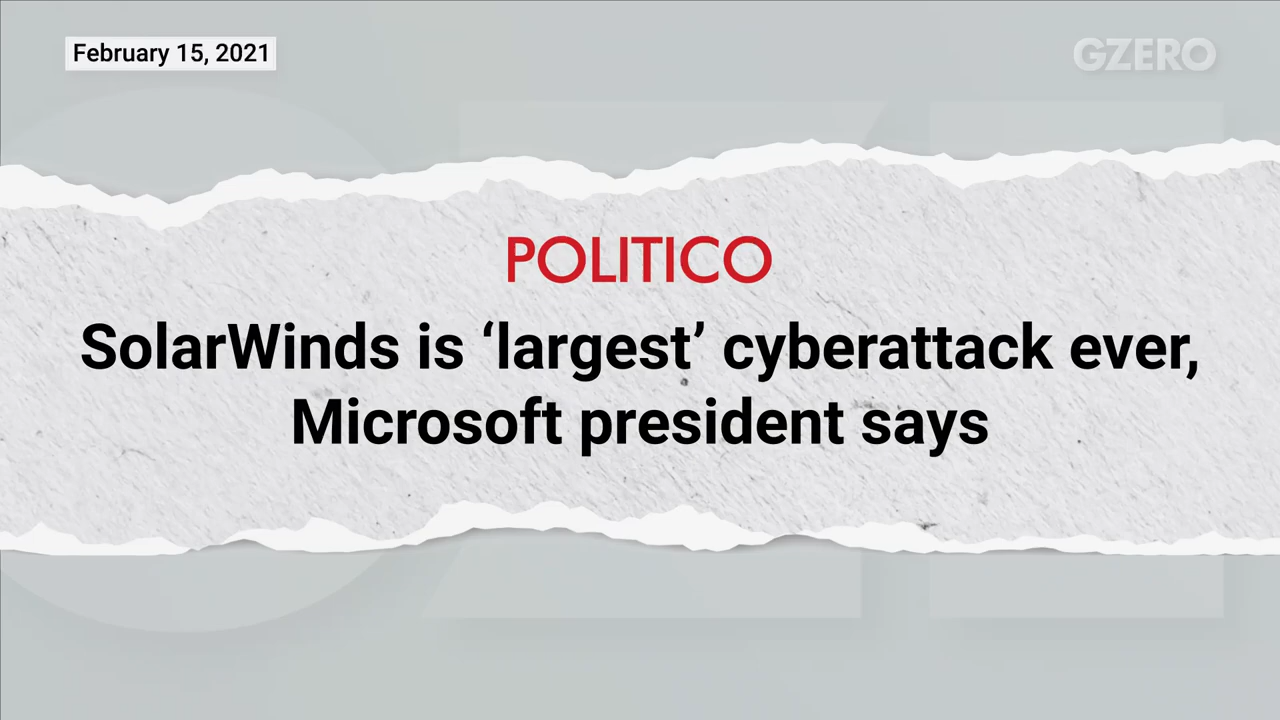 February 15, 2021
GZERO
POLITICO
SolarWinds is ‘largest’ cyberattack ever,
Microsoft president says